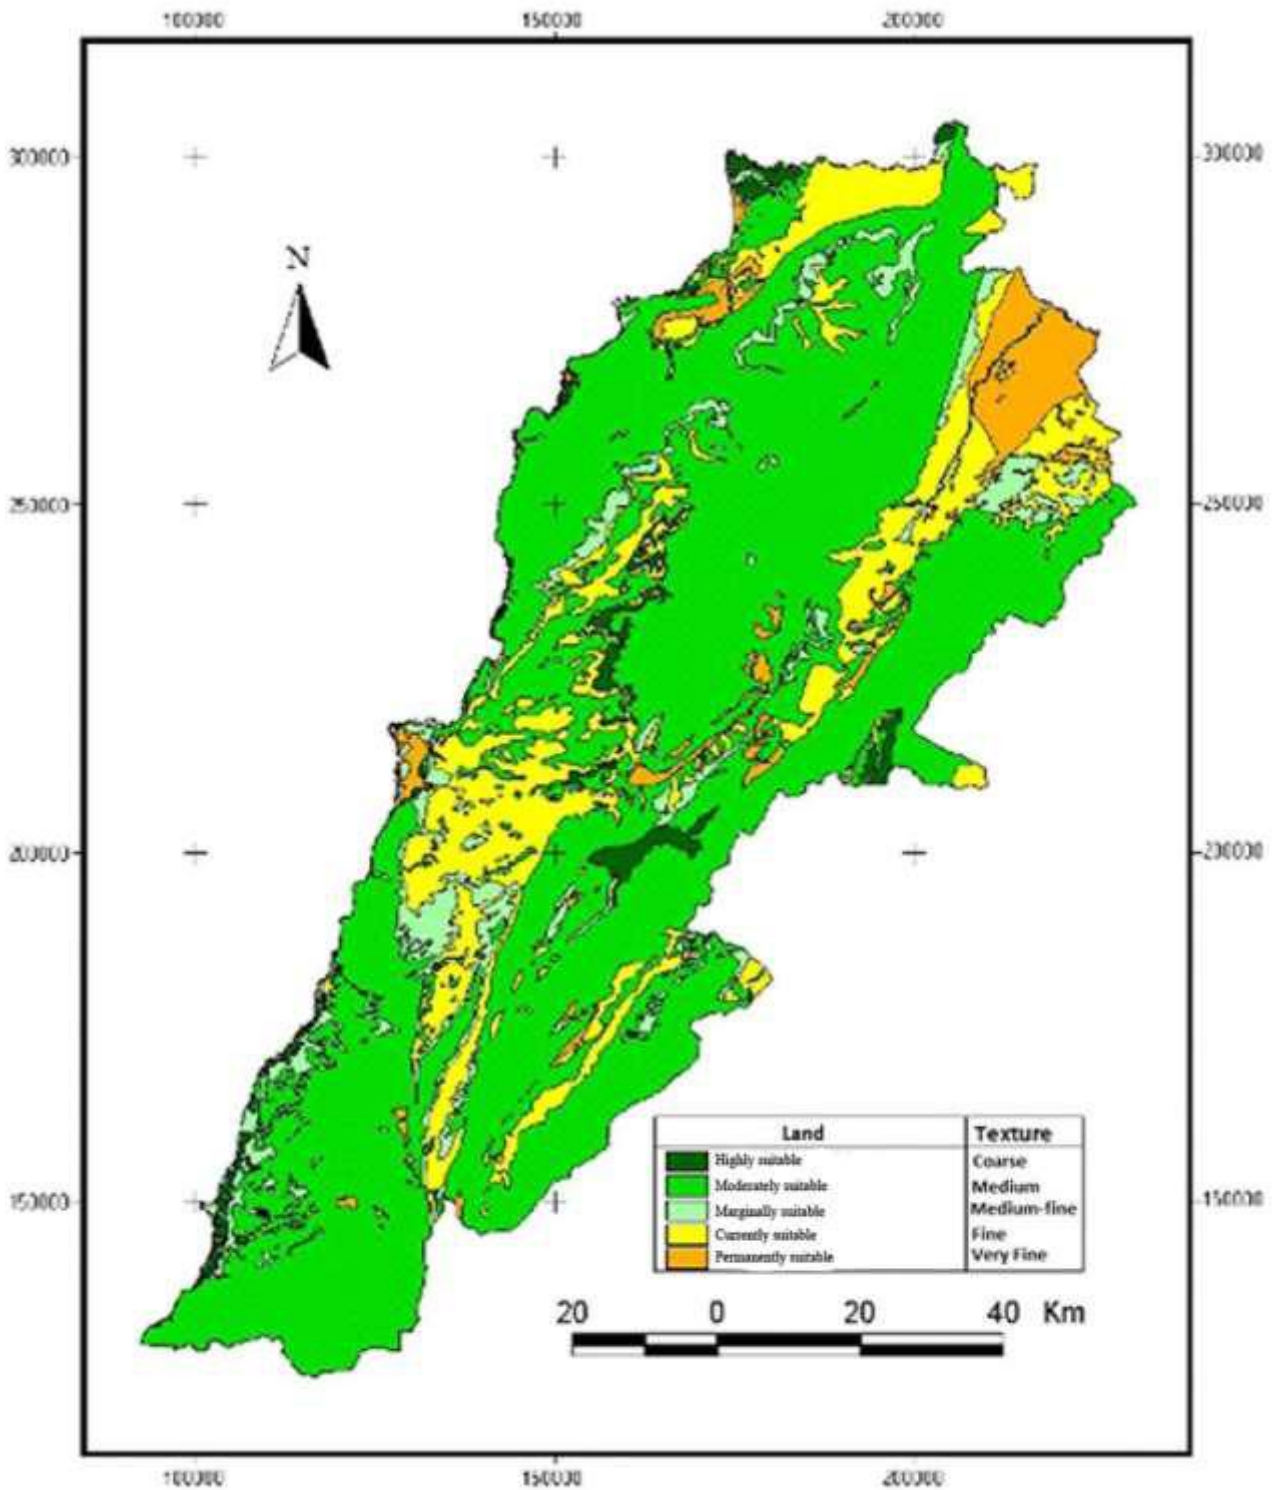 100000 150000 200000
300000 300000
N
250000 250000
200000 200000
150000 150000
Land Texture
Highly suitable Coarse
Moderately suitable Medium
Marginally suitable Medium-fine
Currently suitable Fine
Permanently suitable Very Fine
20 0 20 40 Km
100000 150000 200000